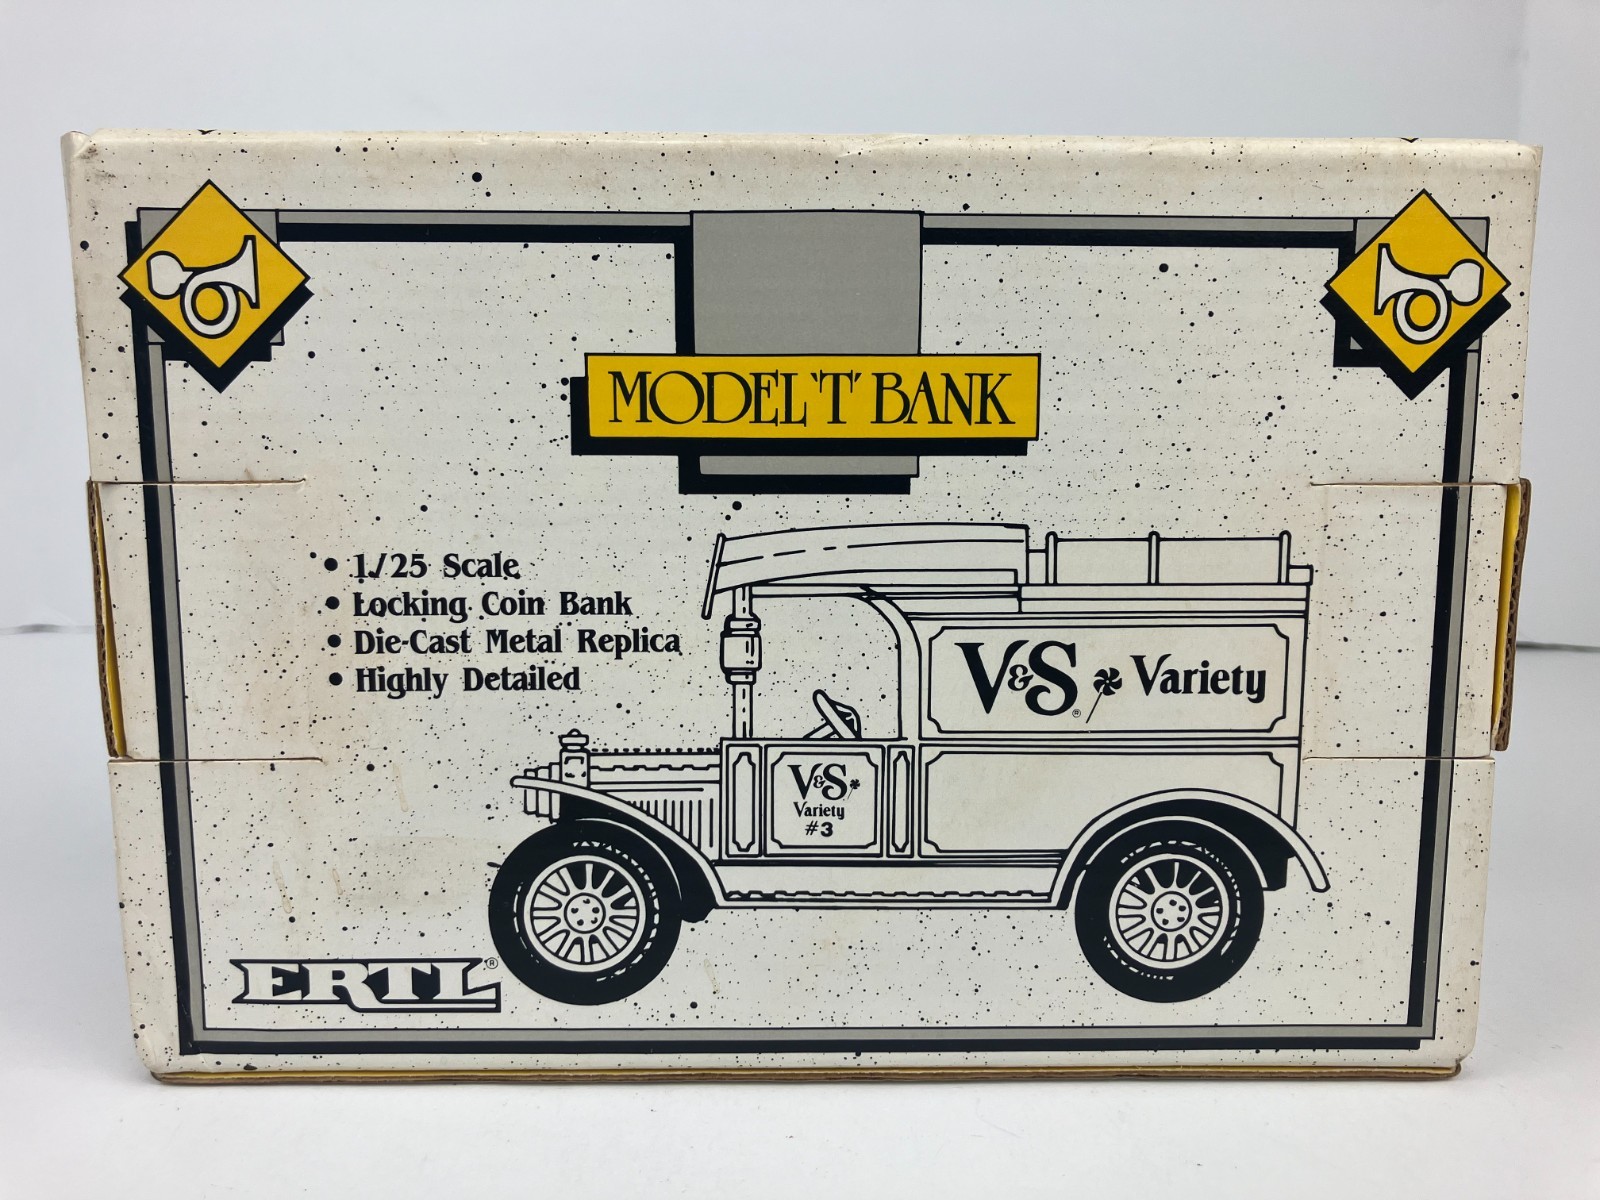 MODEL 'T' BANK
• 1/25 Scale
• Locking Coin Bank
• Die-Cast Metal Replica
• Highly Detailed
V&S® Variety
V&S
Variety
#3
ERTL®